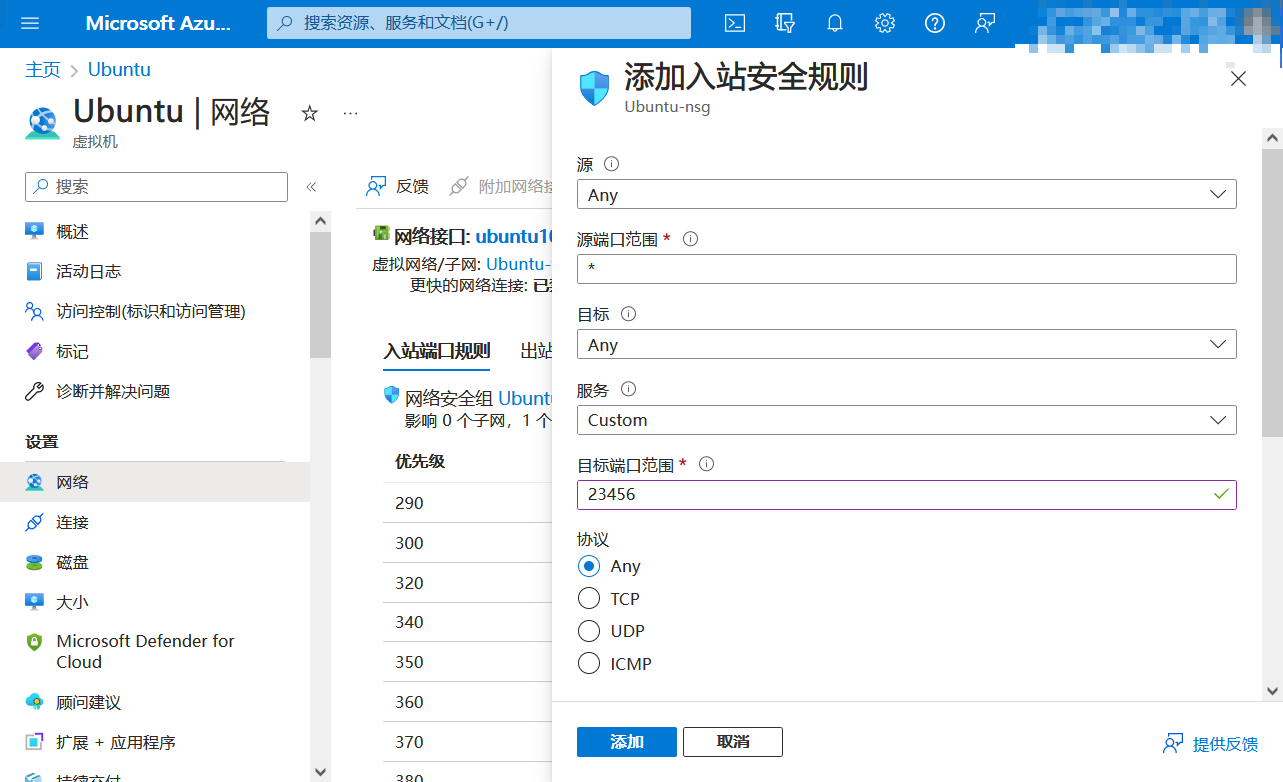 Microsoft Azu...
搜索资源、服务和文档(G+/)
主页 > Ubuntu
Ubuntu | 网络
虚拟机
搜索
概述
活动日志
访问控制(标识和访问管理)
标记
诊断并解决问题
设置
网络
连接
磁盘
大小
Microsoft Defender for
Cloud
顾问建议
扩展 + 应用程序
持续交付
反馈
附加网络接
网络接口: ubuntu10
虚拟网络/子网: Ubuntu-
更快的网络连接: 已
入站端口规则
出站
网络安全组 Ubuntu
影响 0 个子网，1 个
优先级
290
300
320
340
350
360
370
380
添加入站安全规则
Ubuntu-nsg
源
Any
源端口范围 *
*
目标
Any
服务
Custom
目标端口范围 *
23456
协议
Any
TCP
UDP
ICMP
添加
取消
提供反馈